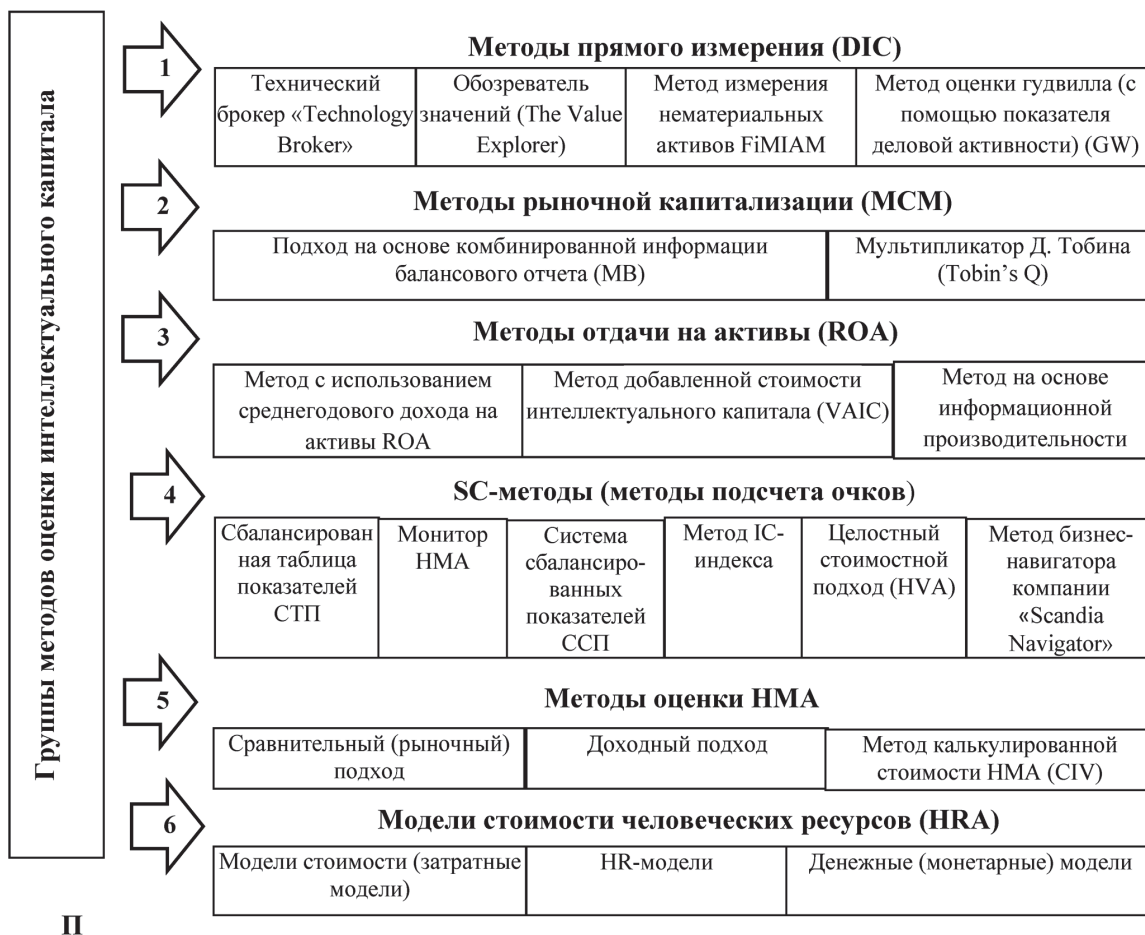 Группы методов оценки интеллектуального капитала
1
Методы прямого измерения (DIC)
Технический
брокер «Technology
Broker»
Обозреватель
значений (The Value
Explorer)
Метод измерения
нематериальных
активов FiMIAM
Метод оценки гудвилла (с
помощью показателя
деловой активности) (GW)
2
Методы рыночной капитализации (МСМ)
Подход на основе комбинированной информации
балансового отчета (МВ)
Мультипликатор Д. Тобина
(Tobin’s Q)
3
Методы отдачи на активы (ROA)
Метод с использованием
среднегодового дохода на
активы ROA
Метод добавленной стоимости
интеллектуального капитала (VAIC)
Метод на основе
информационной
производительности
4
SC-методы (методы подсчета очков)
Сбалансирован
ная таблица
показателей
СТП
Монитор
НМА
Система
сбалансиро-
ванных
показателей
ССП
Метод IC-
индекса
Целостный
стоимостной
подход (HVA)
Метод бизнес-
навигатора
компании
«Scandia
Navigator»
5
Методы оценки НМА
Сравнительный (рыночный)
подход
Доходный подход
Метод калькулированной
стоимости НМА (CIV)
6
Модели стоимости человеческих ресурсов (HRA)
Модели стоимости (затратные
модели)
HR-модели
Денежные (монетарные) модели
П